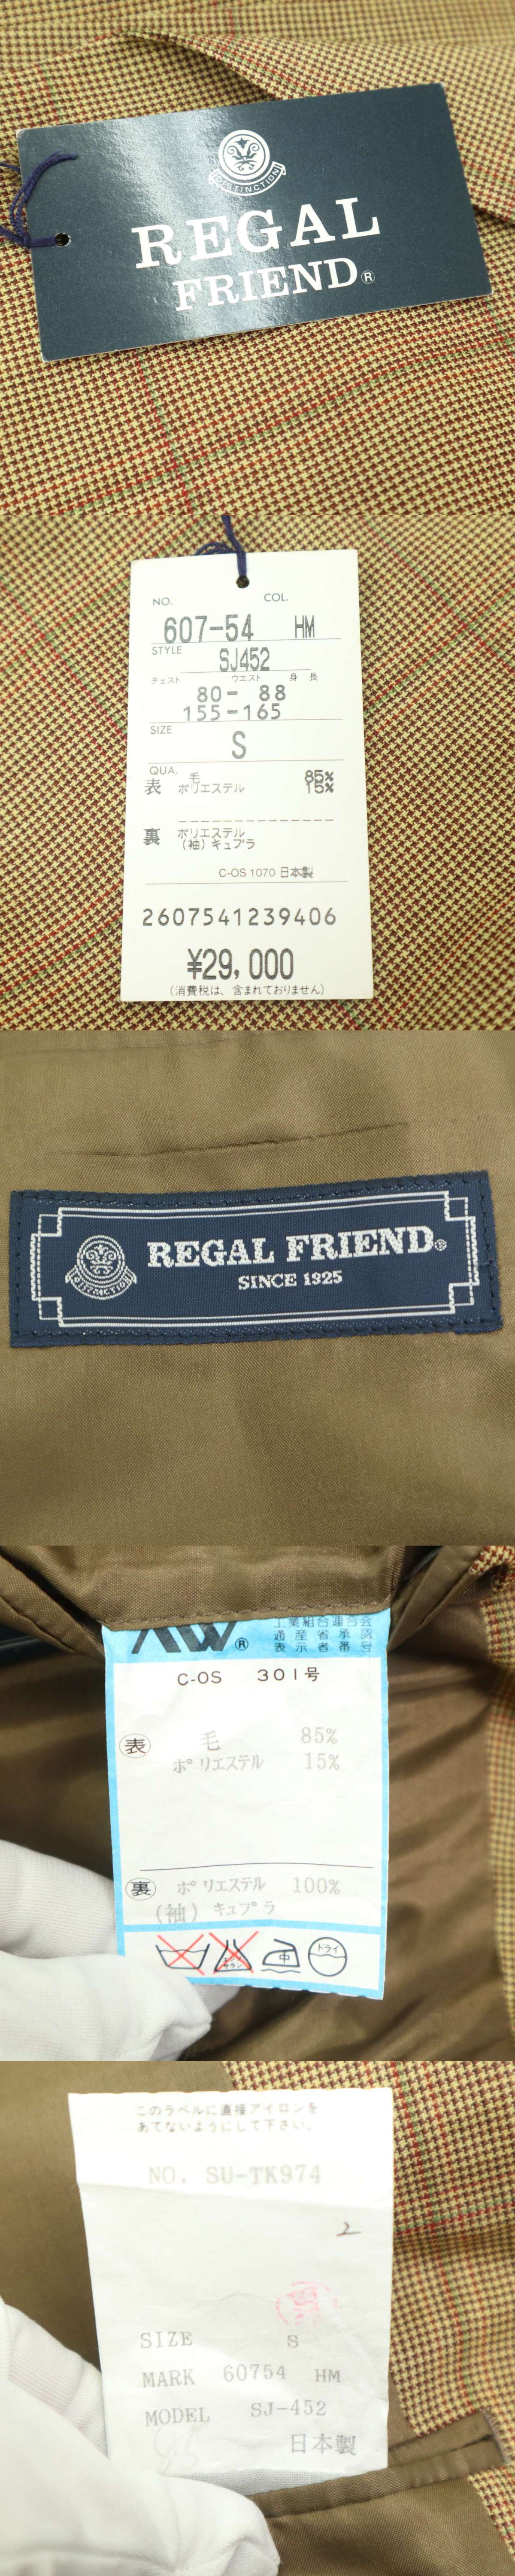 DISTINCTION
REGAL
FRIEND®
NO. COL.
607-54 HM
STYLE
SJ452
チェスト ウエスト 身長
80- 88
155-165
SIZE
S
QUA.
表 毛 85%
ポリエステル 15%
裏 ポリエステル
(袖)キュプラ
C-OS 1070 日本製
2607541239406
¥29,000
(消費税は、含まれておりません)
REGAL FRIEND®
SINCE 1925
DISTINCTION
工業組合連合会
通産省承認
表示者番号
C-OS 301号
表 毛 85%
ポリエステル 15%
裏 ポリエステル 100%
(袖) キュプラ
中 ドライ
このラベルに直接アイロンを
あてないようにして下さい。
NO. SU-TK974
2
SIZE S
MARK 60754 HM
MODEL SJ-452
日本製